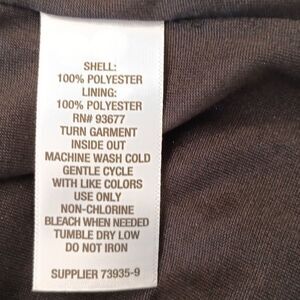 SHELL:
100% POLYESTER
LINING:
100% POLYESTER
RN# 93677
TURN GARMENT
INSIDE OUT
MACHINE WASH COLD
GENTLE CYCLE
WITH LIKE COLORS
USE ONLY
NON-CHLORINE
BLEACH WHEN NEEDED
TUMBLE DRY LOW
DO NOT IRON
SUPPLIER 73935-9